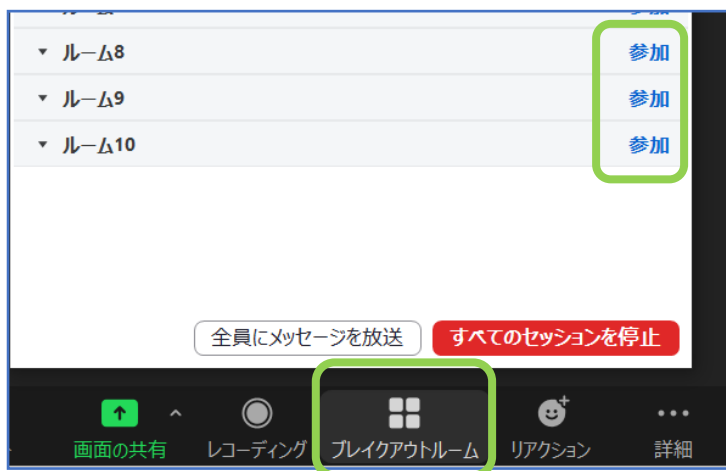 ルーム8 参加
ルーム9 参加
ルーム10 参加
全員にメッセージを放送 すべてのセッションを停止
画面の共有 レコーディング ブレイクアウトルーム リアクション 詳細